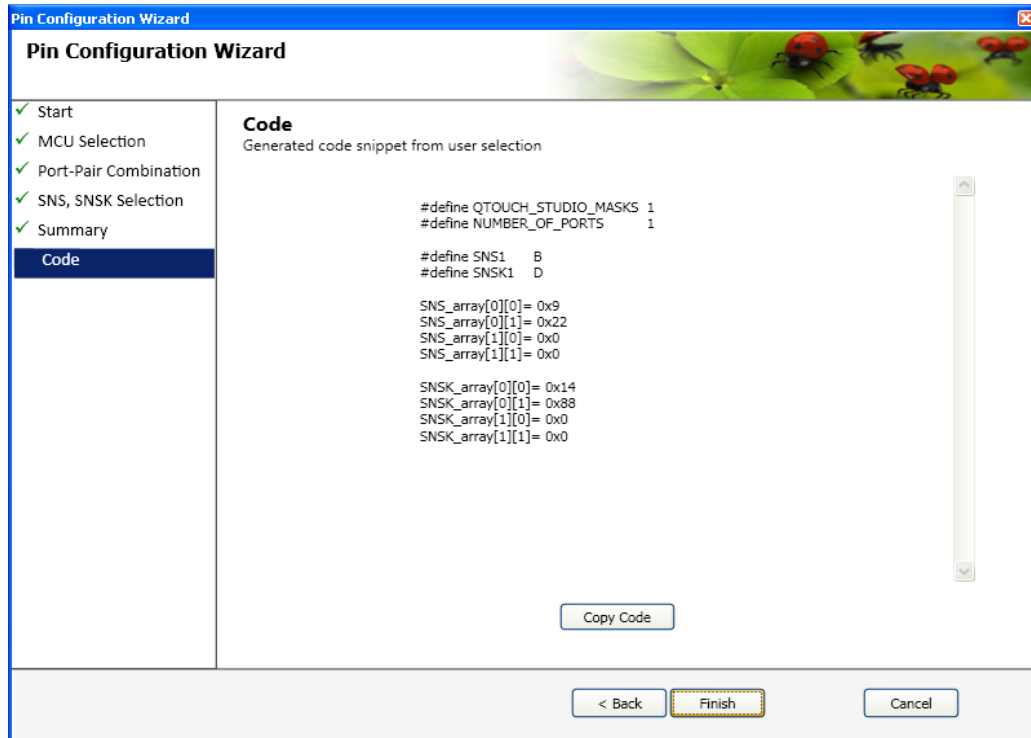 Pin Configuration Wizard
Pin Configuration Wizard
Start
MCU Selection
Port-Pair Combination
SNS, SNSK Selection
Summary
Code
Code
Generated code snippet from user selection
#define QTOUCH_STUDIO_MASKS 1
#define NUMBER_OF_PORTS 1
#define SNS1 B
#define SNSK1 D
SNS_array[0][0]= 0x9
SNS_array[0][1]= 0x22
SNS_array[1][0]= 0x0
SNS_array[1][1]= 0x0
SNSK_array[0][0]= 0x14
SNSK_array[0][1]= 0x88
SNSK_array[1][0]= 0x0
SNSK_array[1][1]= 0x0
Copy Code
< Back Finish Cancel